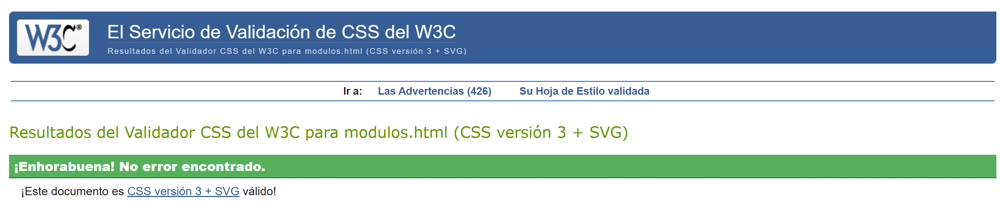 W3C®
El Servicio de Validación de CSS del W3C
Resultados del Validador CSS del W3C para modulos.html (CSS versión 3 + SVG)
Ir a: Las Advertencias (426) Su Hoja de Estilo validada
Resultados del Validador CSS del W3C para modulos.html (CSS versión 3 + SVG)
¡Enhorabuena! No error encontrado.
¡Este documento es CSS versión 3 + SVG válido!